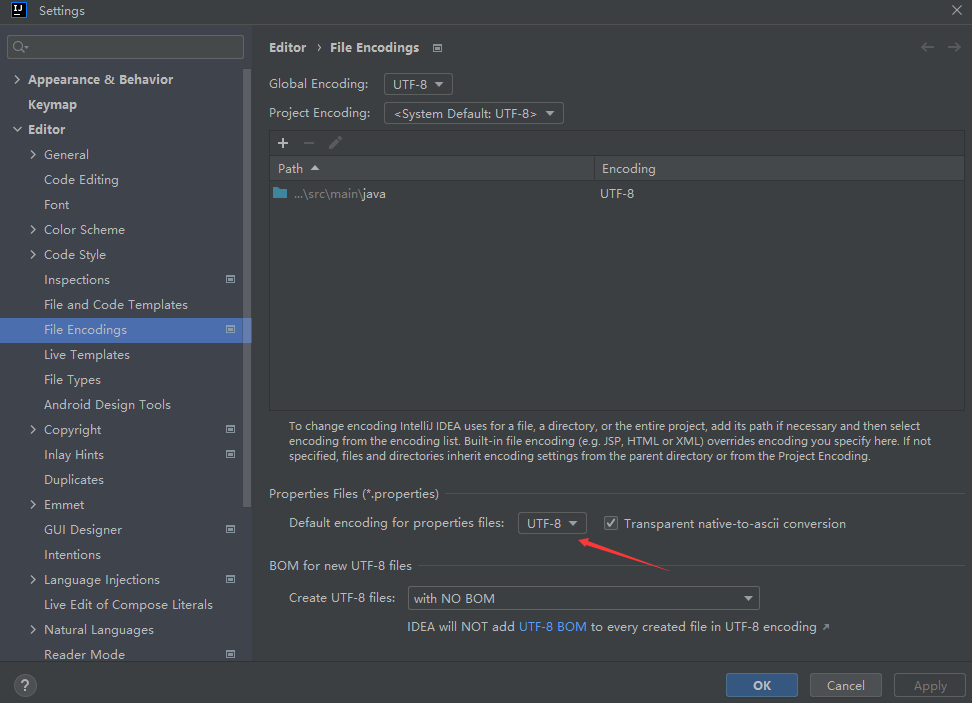 IJ Settings
Appearance & Behavior
Keymap
Editor
General
Code Editing
Font
Color Scheme
Code Style
Inspections
File and Code Templates
File Encodings
Live Templates
File Types
Android Design Tools
Copyright
Inlay Hints
Duplicates
Emmet
GUI Designer
Intentions
Language Injections
Live Edit of Compose Literals
Natural Languages
Reader Mode
Editor › File Encodings
Global Encoding: UTF-8
Project Encoding: <System Default: UTF-8>
Path Encoding
...\src\main\java UTF-8
To change encoding IntelliJ IDEA uses for a file, a directory, or the entire project, add its path if necessary and then select
encoding from the encoding list. Built-in file encoding (e.g. JSP, HTML or XML) overrides encoding you specify here. If not
specified, files and directories inherit encoding settings from the parent directory or from the Project Encoding.
Properties Files (*.properties)
Default encoding for properties files: UTF-8 Transparent native-to-ascii conversion
BOM for new UTF-8 files
Create UTF-8 files: with NO BOM
IDEA will NOT add UTF-8 BOM to every created file in UTF-8 encoding ↗
? OK Cancel Apply